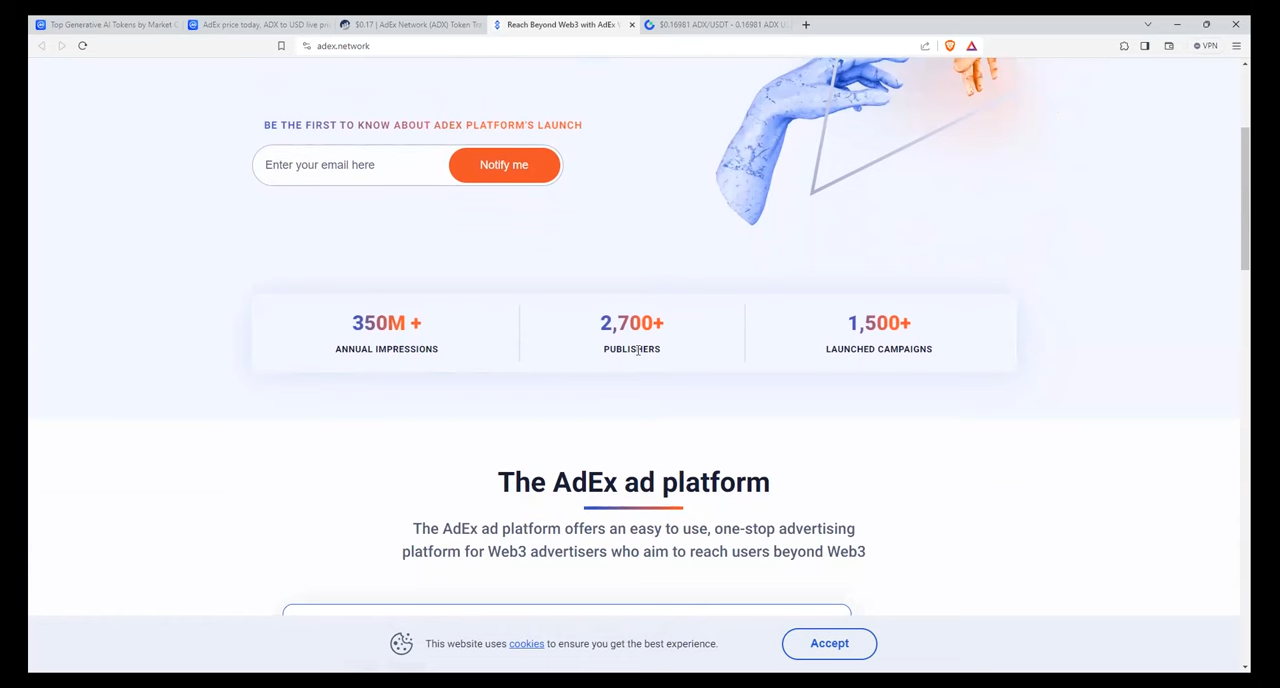 Top Generative AI Tokens by Market C
AdEx price today, ADX to USD live pri
$0.17 | AdEx Network (ADX) Token Tra
Reach Beyond Web3 with AdEx
$0.16981 ADX/USDT - 0.16981 ADX U
adex.network
VPN
BE THE FIRST TO KNOW ABOUT ADEX PLATFORM'S LAUNCH
Enter your email here
Notify me
350M +
2,700+
1,500+
ANNUAL IMPRESSIONS
PUBLISHERS
LAUNCHED CAMPAIGNS
The AdEx ad platform
The AdEx ad platform offers an easy to use, one-stop advertising
platform for Web3 advertisers who aim to reach users beyond Web3
This website uses cookies to ensure you get the best experience.
Accept